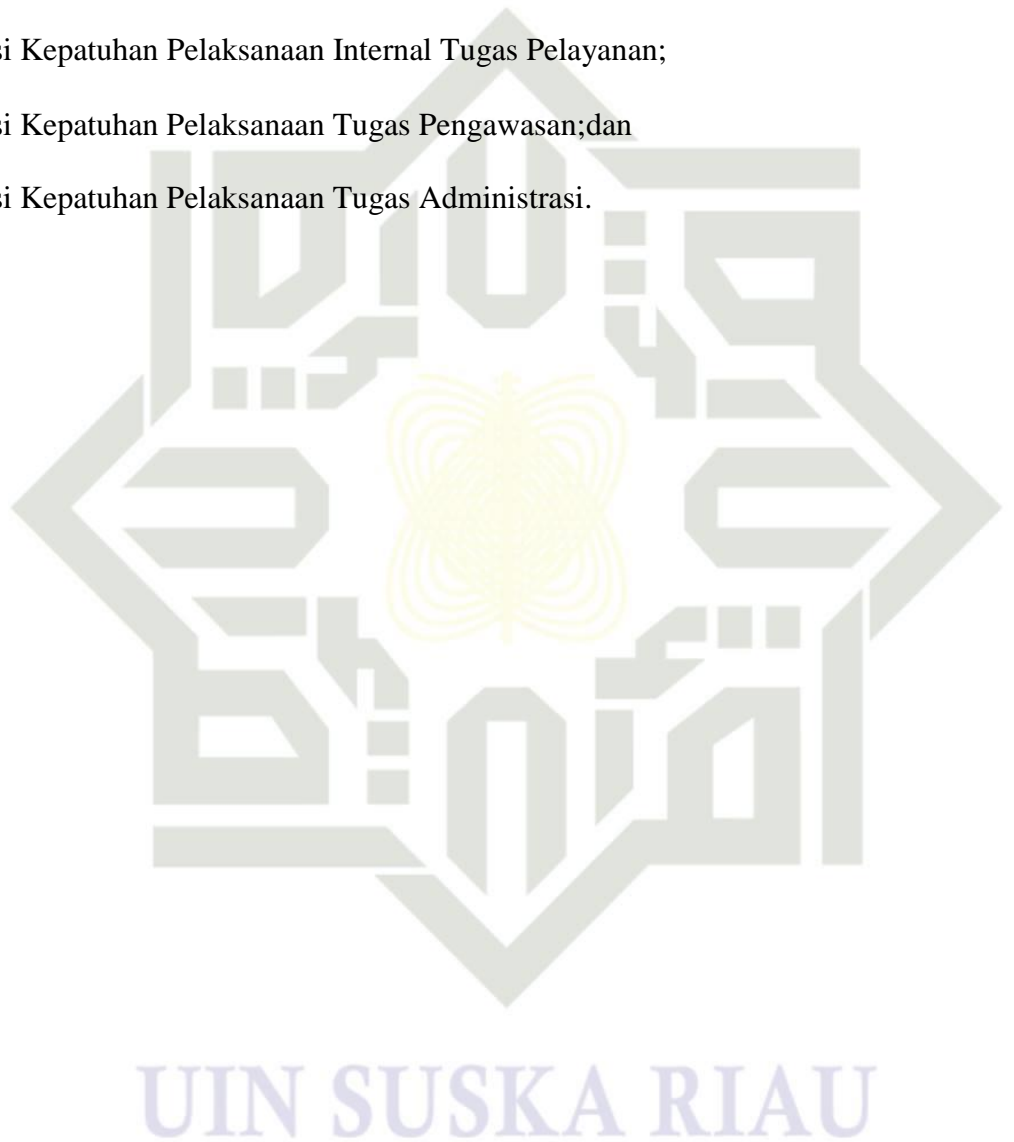 si Kepatuhan Pelaksanaan Internal Tugas Pelayanan;
si Kepatuhan Pelaksanaan Tugas Pengawasan;dan
si Kepatuhan Pelaksanaan Tugas Administrasi.
UIN SUSKA RIAU